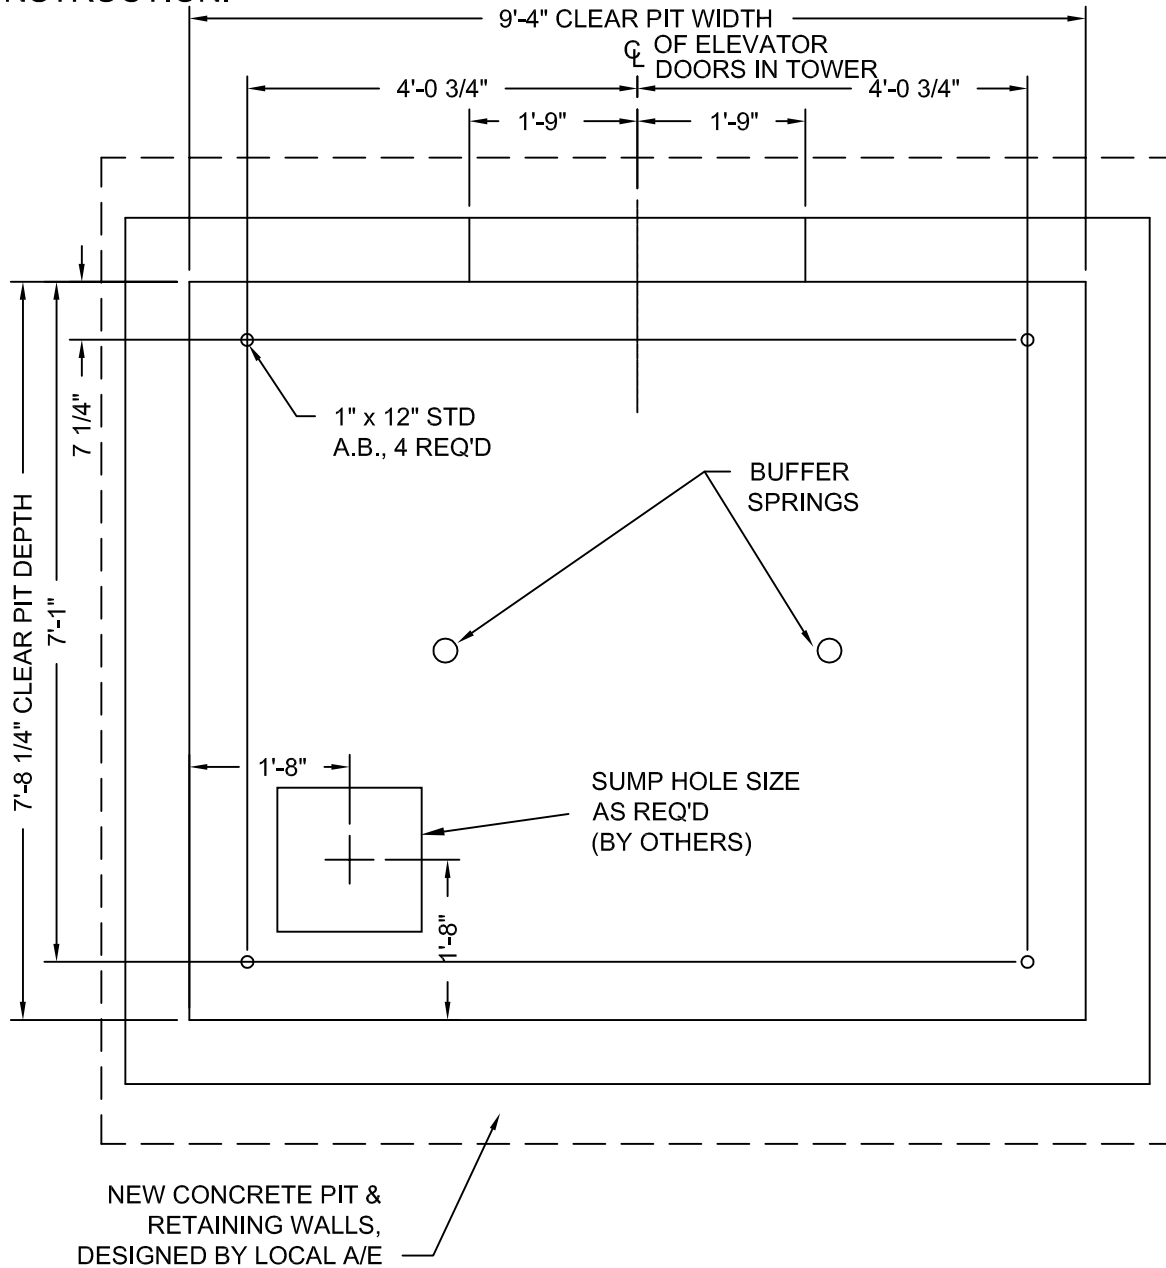 NSTRUCTION.
9'-4" CLEAR PIT WIDTH
℄ OF ELEVATOR
DOORS IN TOWER
4'-0 3/4"
4'-0 3/4"
1'-9"
1'-9"
7 1/4"
1" x 12" STD
A.B., 4 REQ'D
BUFFER
SPRINGS
7'-8 1/4" CLEAR PIT DEPTH
7'-1"
1'-8"
SUMP HOLE SIZE
AS REQ'D
(BY OTHERS)
1'-8"
NEW CONCRETE PIT &
RETAINING WALLS,
DESIGNED BY LOCAL A/E